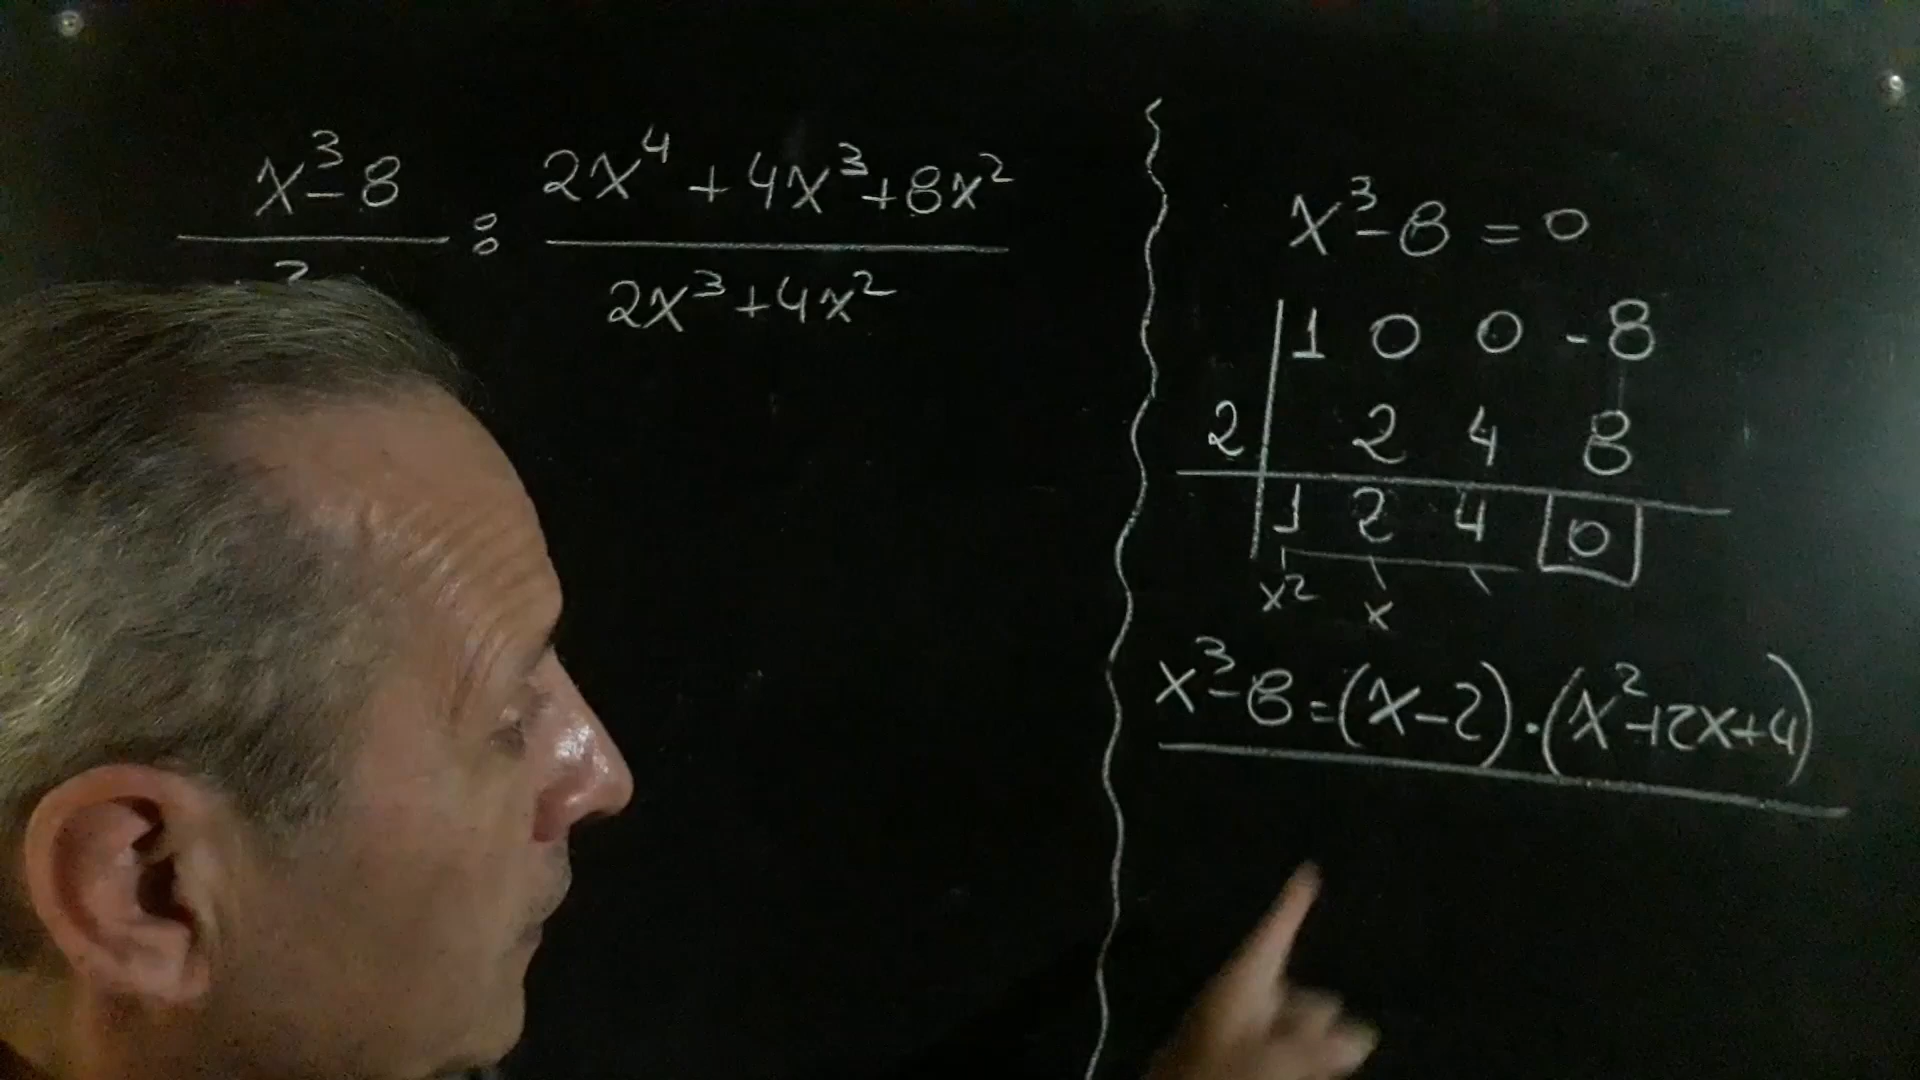 x³-8 : 2x⁴+4x³+8x²
2x³+4x²
x³-8=0
1 0 0 -8
2 2 4 8
1 2 4 0
x² x
x³-8=(x-2)·(x²+2x+4)